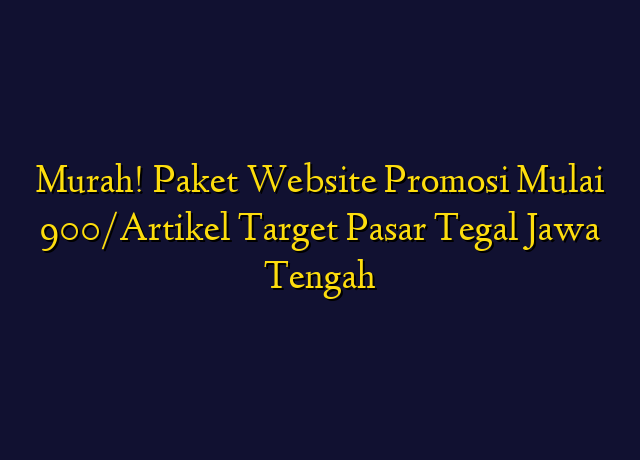 Murah! Paket Website Promosi Mulai
900/Artikel Target Pasar Tegal Jawa
Tengah